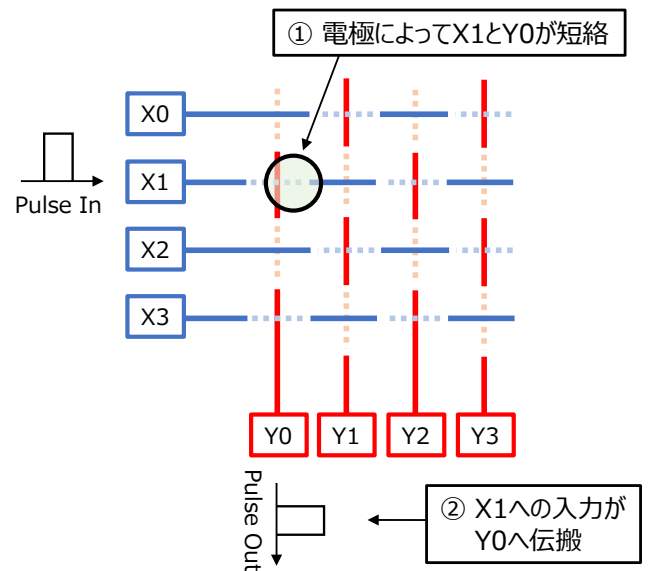 ① 電極によってX1とY0が短絡
X0
X1
Pulse In
X2
X3
Y0 Y1 Y2 Y3
Pulse Out
② X1への入力が
Y0へ伝搬